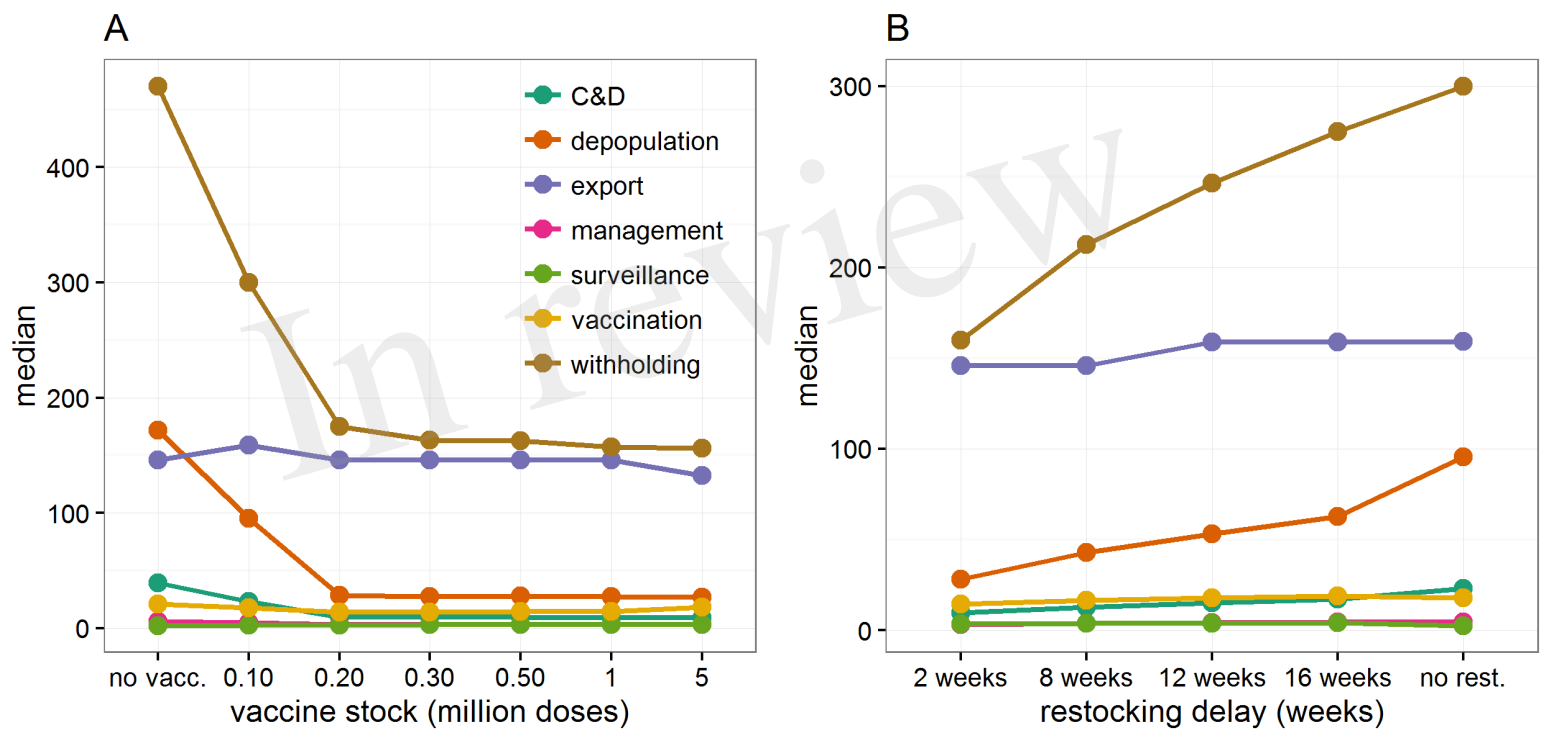 A
median
400
300
200
100
0
C&D
depopulation
export
management
surveillance
vaccination
withholding
no vacc. 0.10 0.20 0.30 0.50 1 5
vaccine stock (million doses)
B
median
300
200
100
0
2 weeks 8 weeks 12 weeks 16 weeks no rest.
restocking delay (weeks)
In review